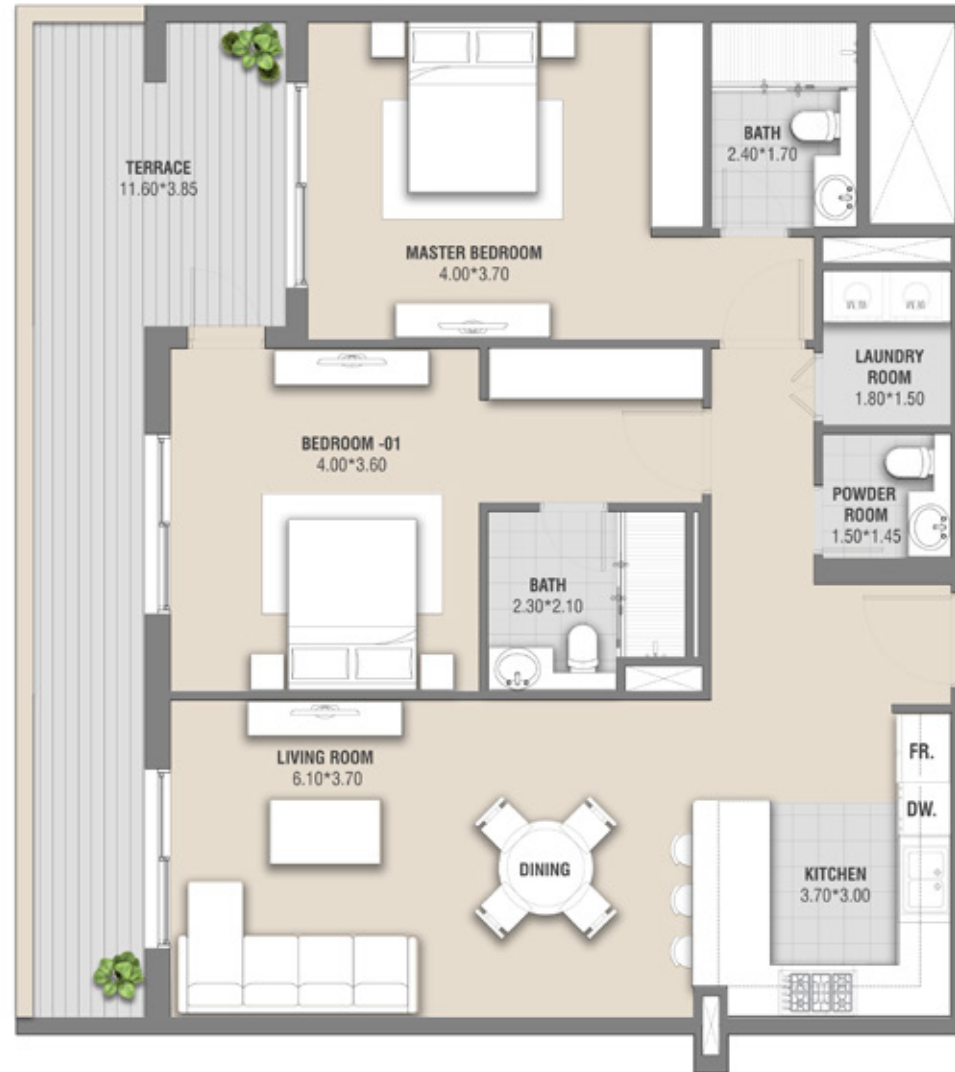 TERRACE
11.60*3.85
MASTER BEDROOM
4.00*3.70
BATH
2.40*1.70
LAUNDRY
ROOM
1.80*1.50
BEDROOM -01
4.00*3.60
POWDER
ROOM
1.50*1.45
BATH
2.30*2.10
LIVING ROOM
6.10*3.70
DINING
FR.
DW.
KITCHEN
3.70*3.00